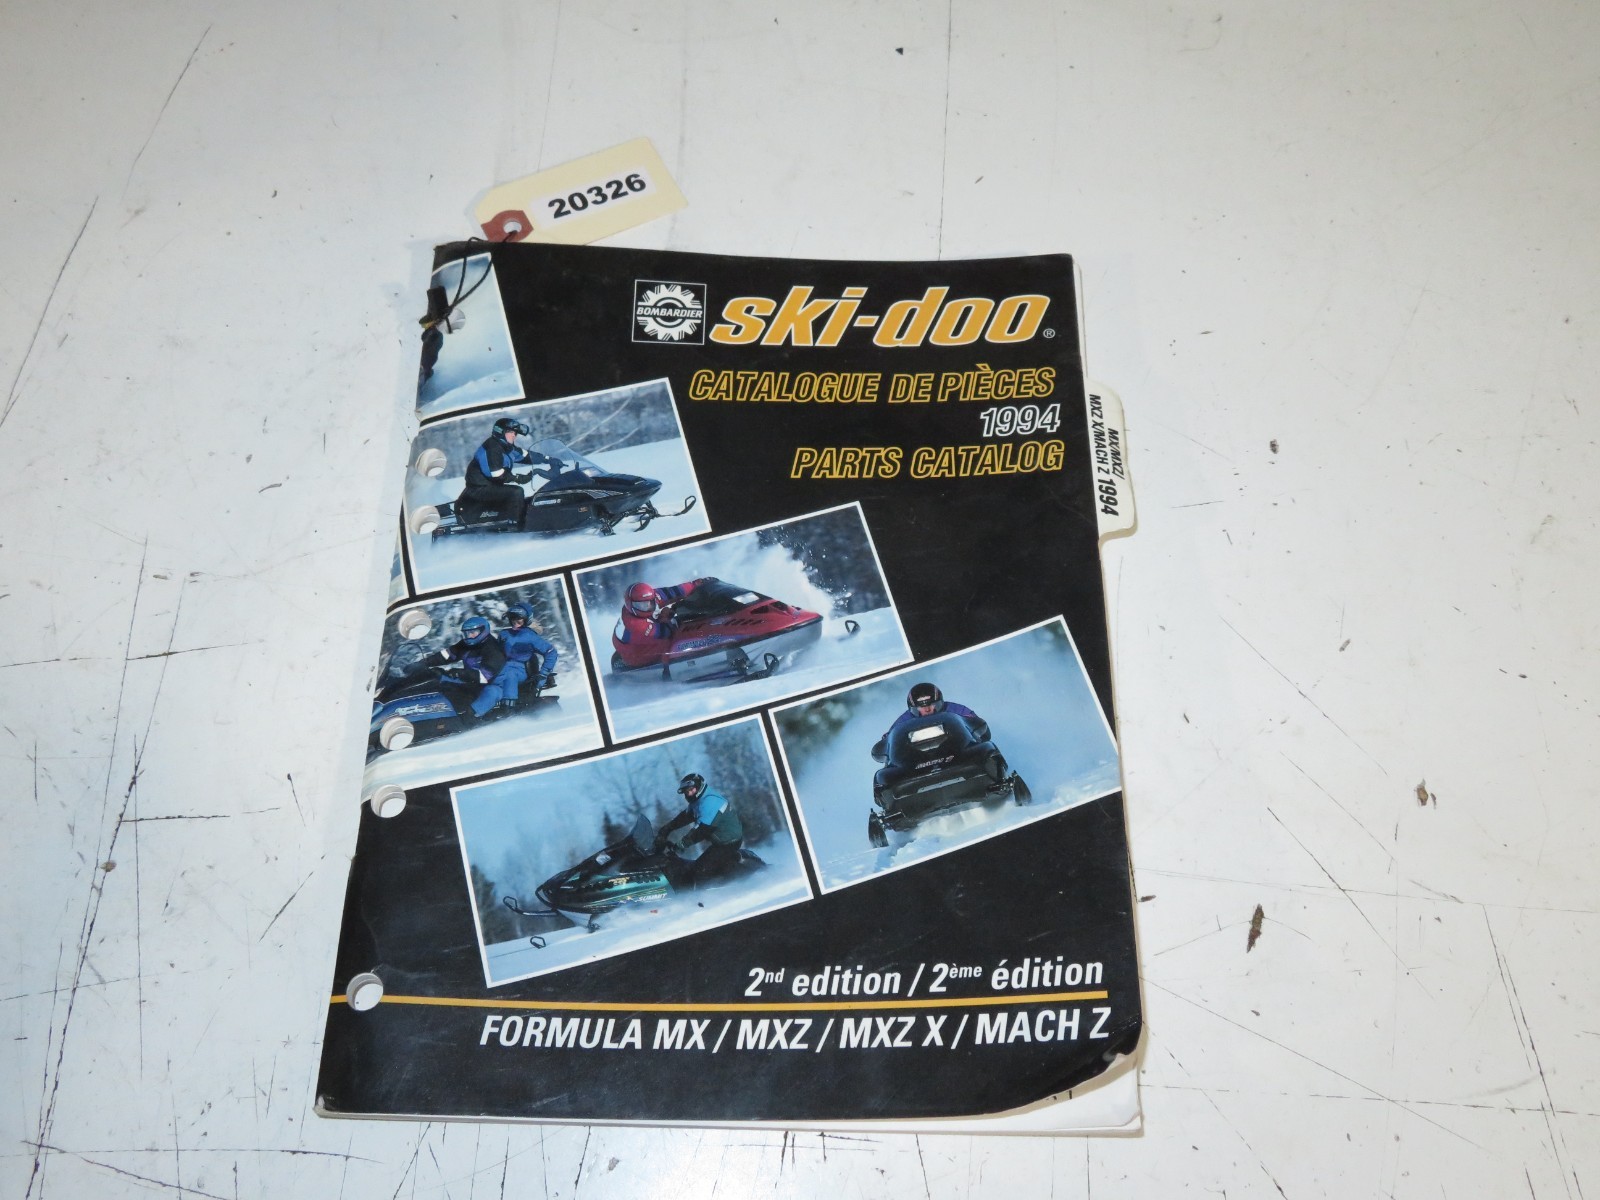 20326
BOMBARDIER
ski-doo®
CATALOGUE DE PIÈCES
1994
PARTS CATALOG
MX/MXZ/
MXZ X/MACH Z 1994
SUMMIT
2nd edition / 2ème édition
FORMULA MX / MXZ / MXZ X / MACH Z